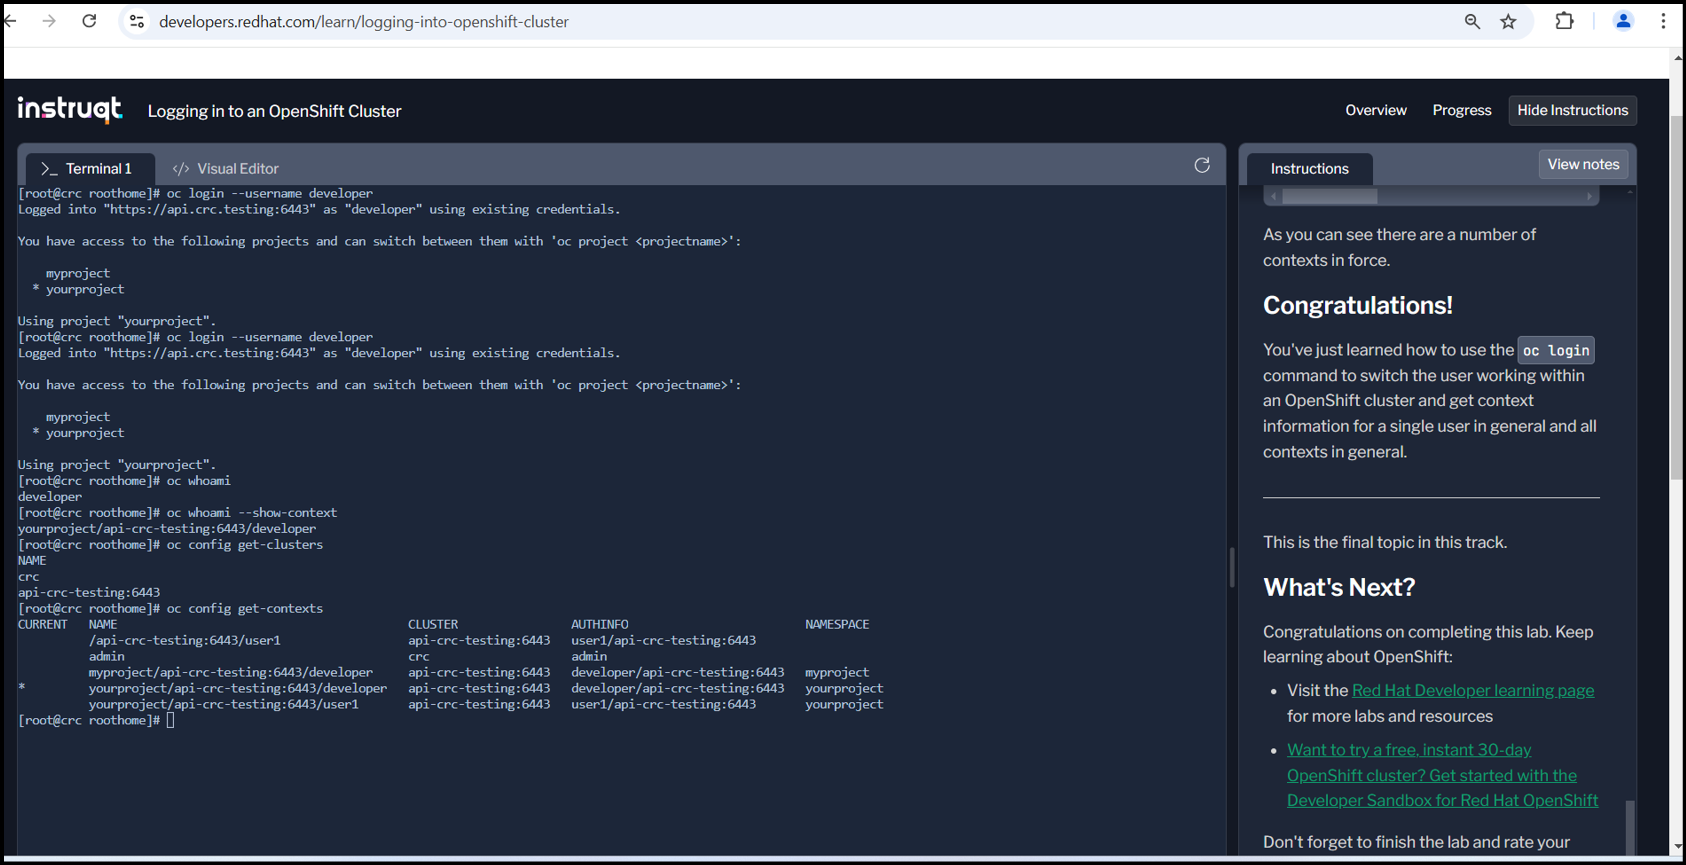 developers.redhat.com/learn/logging-into-openshift-cluster
instruqt.
Logging in to an OpenShift Cluster
Overview
Progress
Hide Instructions
Terminal 1
Visual Editor
[root@crc roothome]# oc login --username developer
Logged into "https://api.crc.testing:6443" as "developer" using existing credentials.
You have access to the following projects and can switch between them with 'oc project <projectname>':
myproject
* yourproject
Using project "yourproject".
[root@crc roothome]# oc login --username developer
Logged into "https://api.crc.testing:6443" as "developer" using existing credentials.
You have access to the following projects and can switch between them with 'oc project <projectname>':
myproject
* yourproject
Using project "yourproject".
[root@crc roothome]# oc whoami
developer
[root@crc roothome]# oc whoami --show-context
yourproject/api-crc-testing:6443/developer
[root@crc roothome]# oc config get-clusters
NAME
crc
api-crc-testing:6443
[root@crc roothome]# oc config get-contexts
CURRENT   NAME   CLUSTER   AUTHINFO   NAMESPACE
/api-crc-testing:6443/user1   api-crc-testing:6443   user1/api-crc-testing:6443
admin   crc   admin
myproject/api-crc-testing:6443/developer   api-crc-testing:6443   developer/api-crc-testing:6443   myproject
*   yourproject/api-crc-testing:6443/developer   api-crc-testing:6443   developer/api-crc-testing:6443   yourproject
yourproject/api-crc-testing:6443/user1   api-crc-testing:6443   user1/api-crc-testing:6443   yourproject
[root@crc roothome]#
Instructions
View notes
As you can see there are a number of
contexts in force.
Congratulations!
You've just learned how to use the oc login
command to switch the user working within
an OpenShift cluster and get context
information for a single user in general and all
contexts in general.
This is the final topic in this track.
What's Next?
Congratulations on completing this lab. Keep
learning about OpenShift:
• Visit the Red Hat Developer learning page
for more labs and resources
• Want to try a free, instant 30-day
OpenShift cluster? Get started with the
Developer Sandbox for Red Hat OpenShift
Don't forget to finish the lab and rate your